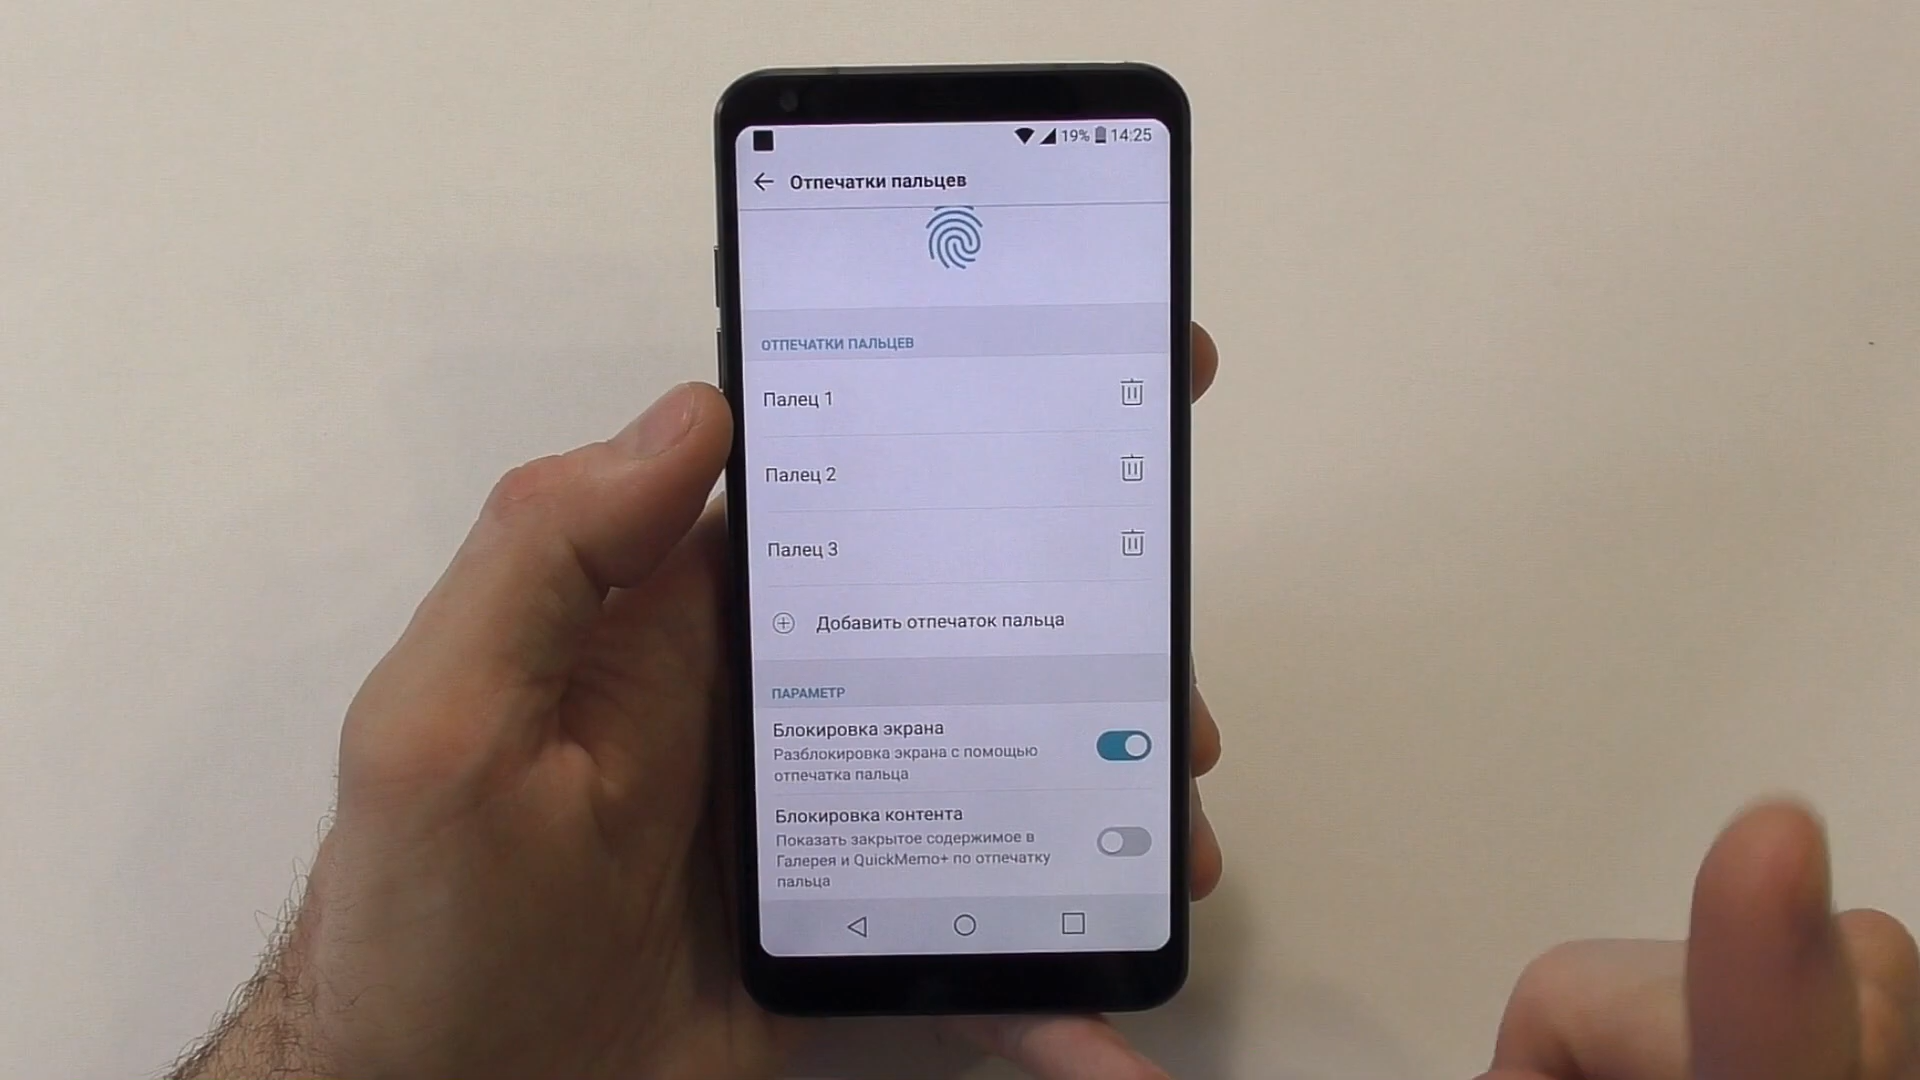 19% 14:25
Отпечатки пальцев
ОТПЕЧАТКИ ПАЛЬЦЕВ
Палец 1
Палец 2
Палец 3
Добавить отпечаток пальца
ПАРАМЕТР
Блокировка экрана
Разблокировка экрана с помощью
отпечатка пальца
Блокировка контента
Показать закрытое содержимое в
Галерея и QuickMemo+ по отпечатку
пальца